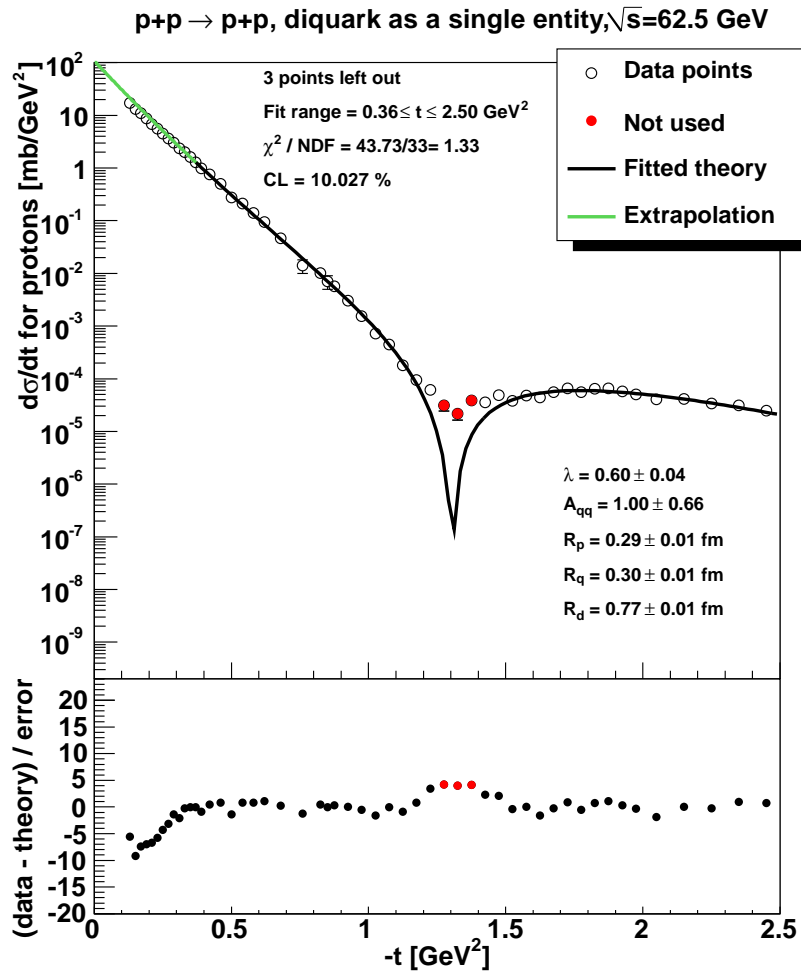 p+p → p+p, diquark as a single entity,√s=62.5 GeV
dσ/dt for protons [mb/GeV²]
10²
10
1
10⁻¹
10⁻²
10⁻³
10⁻⁴
10⁻⁵
10⁻⁶
10⁻⁷
10⁻⁸
10⁻⁹
3 points left out
Fit range = 0.36≤ t ≤ 2.50 GeV²
χ² / NDF = 43.73/33= 1.33
CL = 10.027 %
Data points
Not used
Fitted theory
Extrapolation
λ = 0.60 ± 0.04
A_qq = 1.00 ± 0.66
R_p = 0.29 ± 0.01 fm
R_q = 0.30 ± 0.01 fm
R_d = 0.77 ± 0.01 fm
(data - theory) / error
20
15
10
5
0
-5
-10
-15
-20
0 0.5 1 1.5 2 2.5
-t [GeV²]